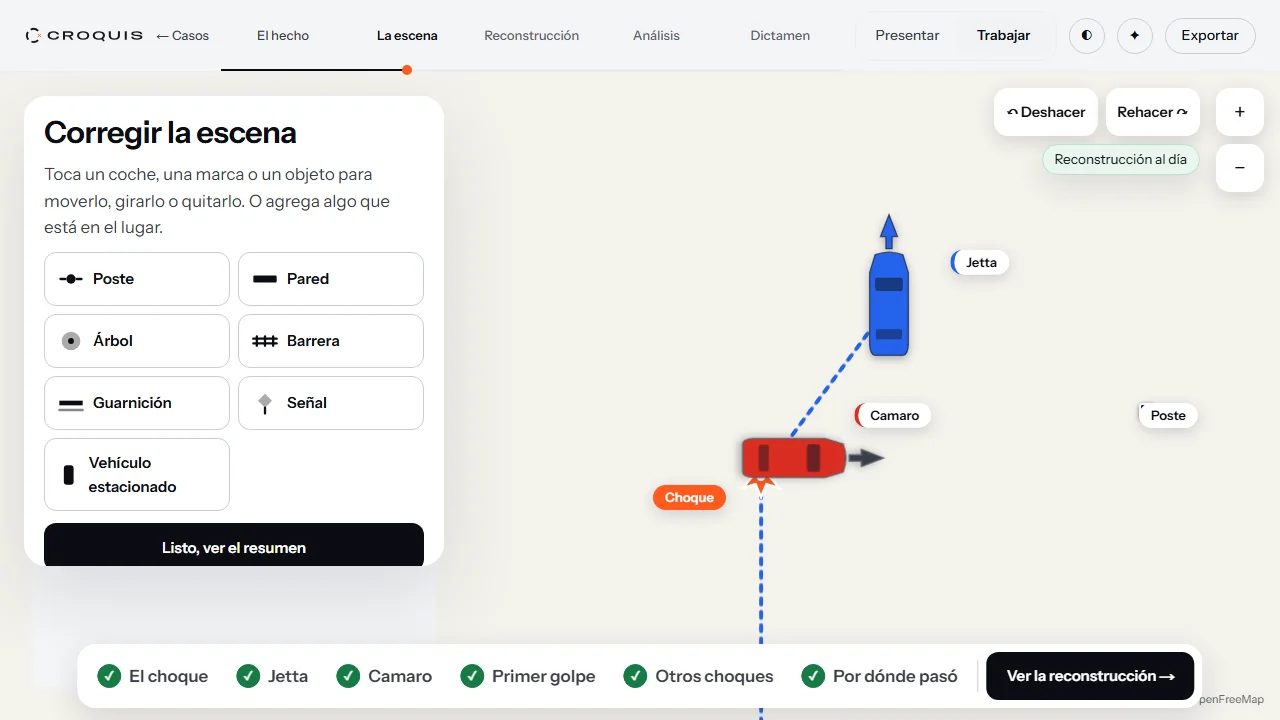 CROQUIS
← Casos
El hecho
La escena
Reconstrucción
Análisis
Dictamen
Presentar
Trabajar
Exportar
Corregir la escena
Toca un coche, una marca o un objeto para
moverlo, girarlo o quitarlo. O agrega algo que
está en el lugar.
Poste
Pared
Árbol
Barrera
Guarnición
Señal
Vehículo
estacionado
Listo, ver el resumen
Deshacer
Rehacer
+
Reconstrucción al día
−
Jetta
Camaro
Poste
Choque
El choque
Jetta
Camaro
Primer golpe
Otros choques
Por dónde pasó
Ver la reconstrucción →
penFreeMap